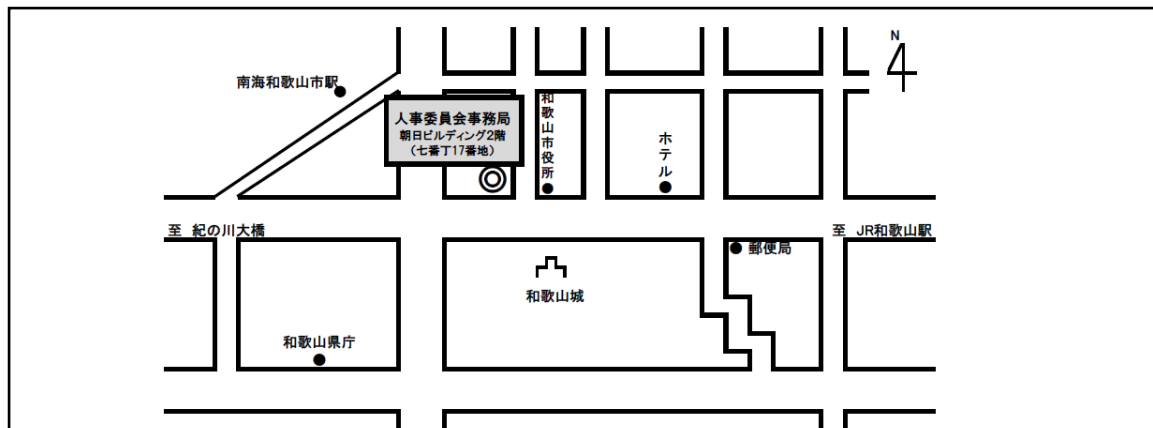 N
南海和歌山市駅
人事委員会事務局
朝日ビルディング2階
(七番丁17番地)
和歌山市役所
ホテル
至 紀の川大橋
至 JR和歌山駅
郵便局
和歌山城
和歌山県庁